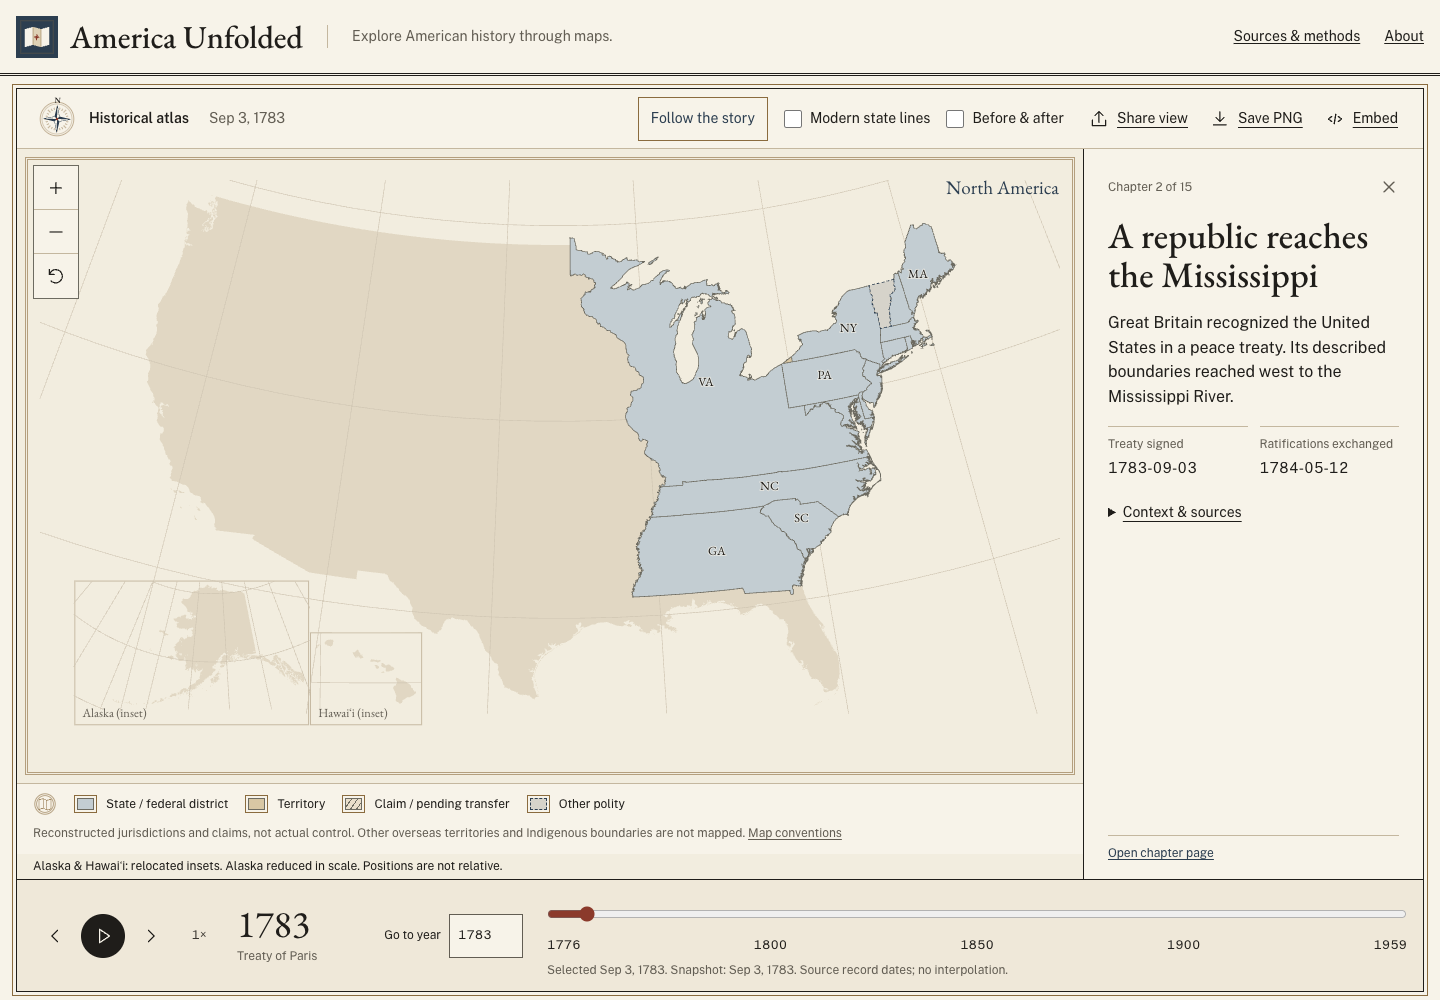 America Unfolded
Explore American history through maps.
Sources & methods
About
N
Historical atlas
Sep 3, 1783
Follow the story
Modern state lines
Before & after
Share view
Save PNG
Embed
North America
MA
NY
PA
VA
NC
SC
GA
Alaska (inset)
Hawaiʻi (inset)
Chapter 2 of 15
A republic reaches
the Mississippi
Great Britain recognized the United
States in a peace treaty. Its described
boundaries reached west to the
Mississippi River.
Treaty signed
1783-09-03
Ratifications exchanged
1784-05-12
Context & sources
Open chapter page
State / federal district
Territory
Claim / pending transfer
Other polity
Reconstructed jurisdictions and claims, not actual control. Other overseas territories and Indigenous boundaries are not mapped. Map conventions
Alaska & Hawaiʻi: relocated insets. Alaska reduced in scale. Positions are not relative.
1×
1783
Treaty of Paris
Go to year
1783
1776
1800
1850
1900
1959
Selected Sep 3, 1783. Snapshot: Sep 3, 1783. Source record dates; no interpolation.